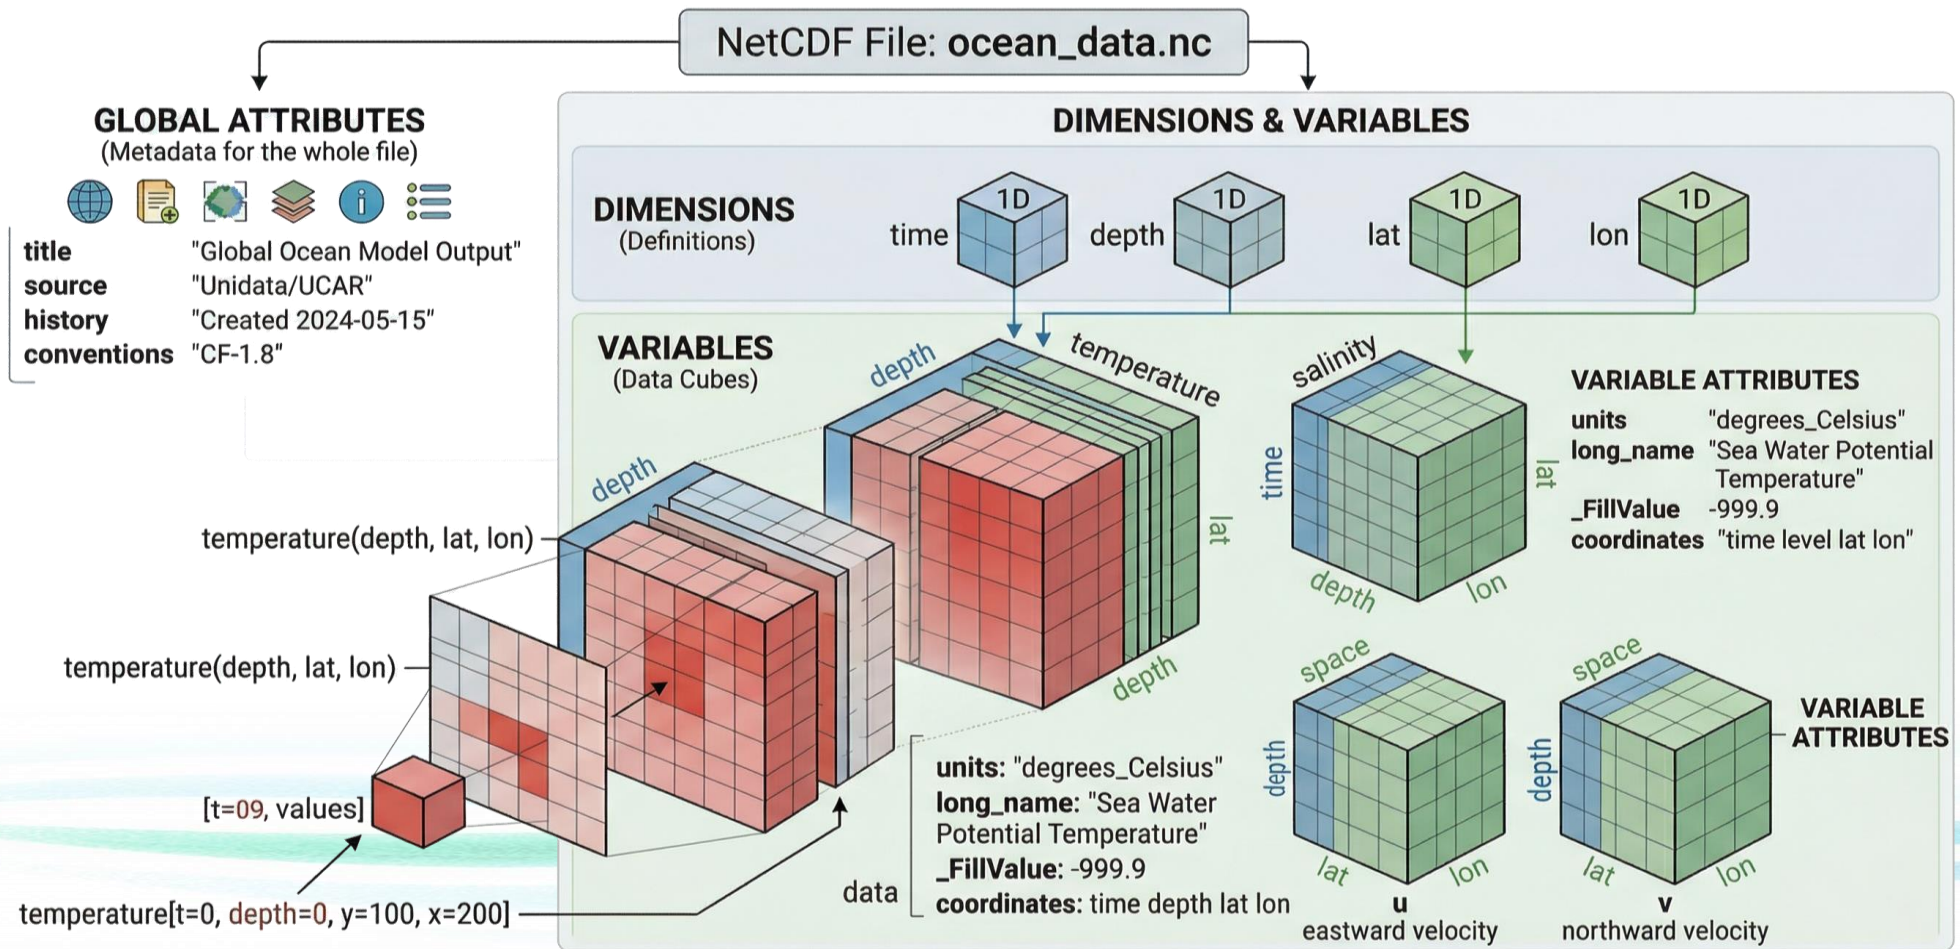 NetCDF File: ocean_data.nc
GLOBAL ATTRIBUTES
(Metadata for the whole file)
title "Global Ocean Model Output"
source "Unidata/UCAR"
history "Created 2024-05-15"
conventions "CF-1.8"
DIMENSIONS & VARIABLES
DIMENSIONS
(Definitions)
time
1D
depth
1D
lat
1D
lon
1D
VARIABLES
(Data Cubes)
depth
temperature
lat
depth
depth
temperature(depth, lat, lon)
temperature(depth, lat, lon)
[t=09, values]
temperature[t=0, depth=0, y=100, x=200]
data
units: "degrees_Celsius"
long_name: "Sea Water
Potential Temperature"
_FillValue: -999.9
coordinates: time depth lat lon
salinity
time
lat
depth
lon
VARIABLE ATTRIBUTES
units "degrees_Celsius"
long_name "Sea Water Potential
Temperature"
_FillValue -999.9
coordinates "time level lat lon"
space
depth
lat
lon
u
eastward velocity
space
depth
lat
lon
v
northward velocity
VARIABLE
ATTRIBUTES